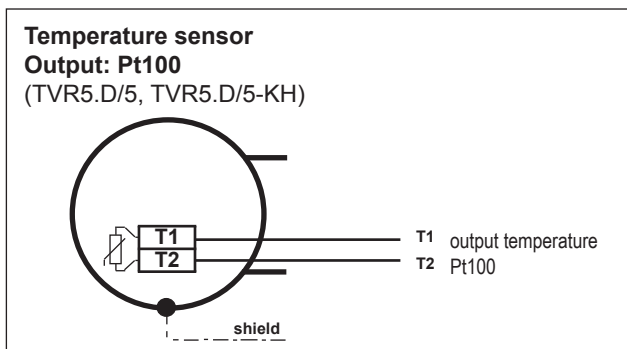 Temperature sensor
Output: Pt100
(TVR5.D/5, TVR5.D/5-KH)
T1 T1 output temperature
T2 T2 Pt100
shield